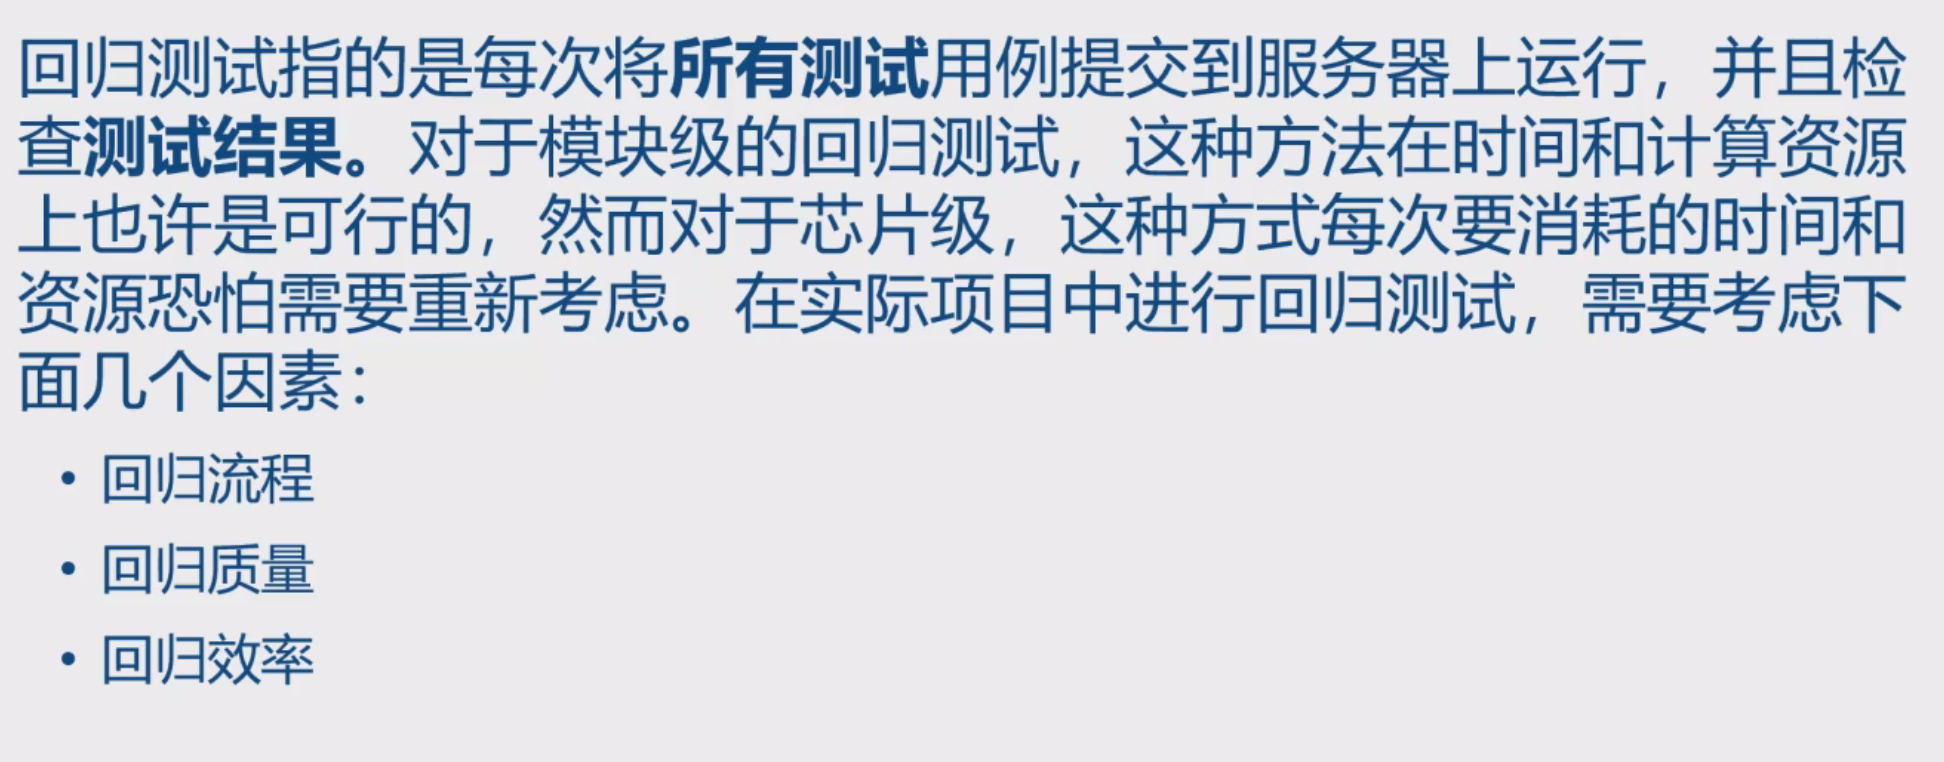 回归测试指的是每次将所有测试用例提交到服务器上运行，并且检
查测试结果。对于模块级的回归测试，这种方法在时间和计算资源
上也许是可行的，然而对于芯片级，这种方式每次要消耗的时间和
资源恐怕需要重新考虑。在实际项目中进行回归测试，需要考虑下
面几个因素：
• 回归流程
• 回归质量
• 回归效率